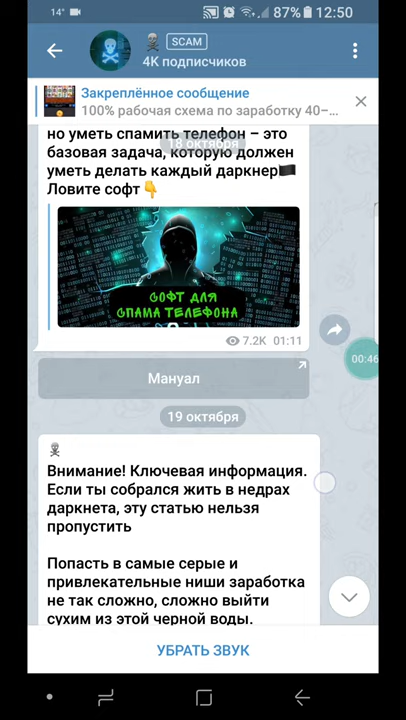 14°
87% 12:50
SCAM
4K подписчиков
Закреплённое сообщение
100% рабочая схема по заработку 40–...
но уметь спамить телефон – это
18 октября
базовая задача, которую должен
уметь делать каждый даркнер
Ловите софт
СОФТ ДЛЯ
СПАМА ТЕЛЕФОНА
7.2K 01:11
00:46
Мануал
19 октября
Внимание! Ключевая информация.
Если ты собрался жить в недрах
даркнета, эту статью нельзя
пропустить
Попасть в самые серые и
привлекательные ниши заработка
не так сложно, сложно выйти
сухим из этой черной воды.
УБРАТЬ ЗВУК